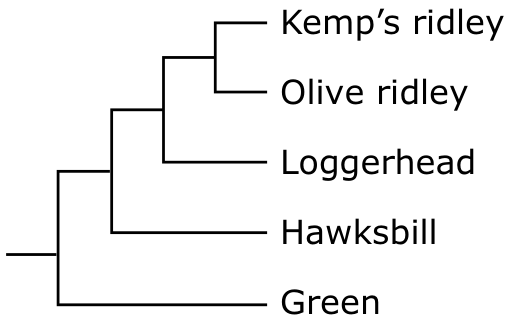 Kemp’s ridley
Olive ridley
Loggerhead
Hawksbill
Green